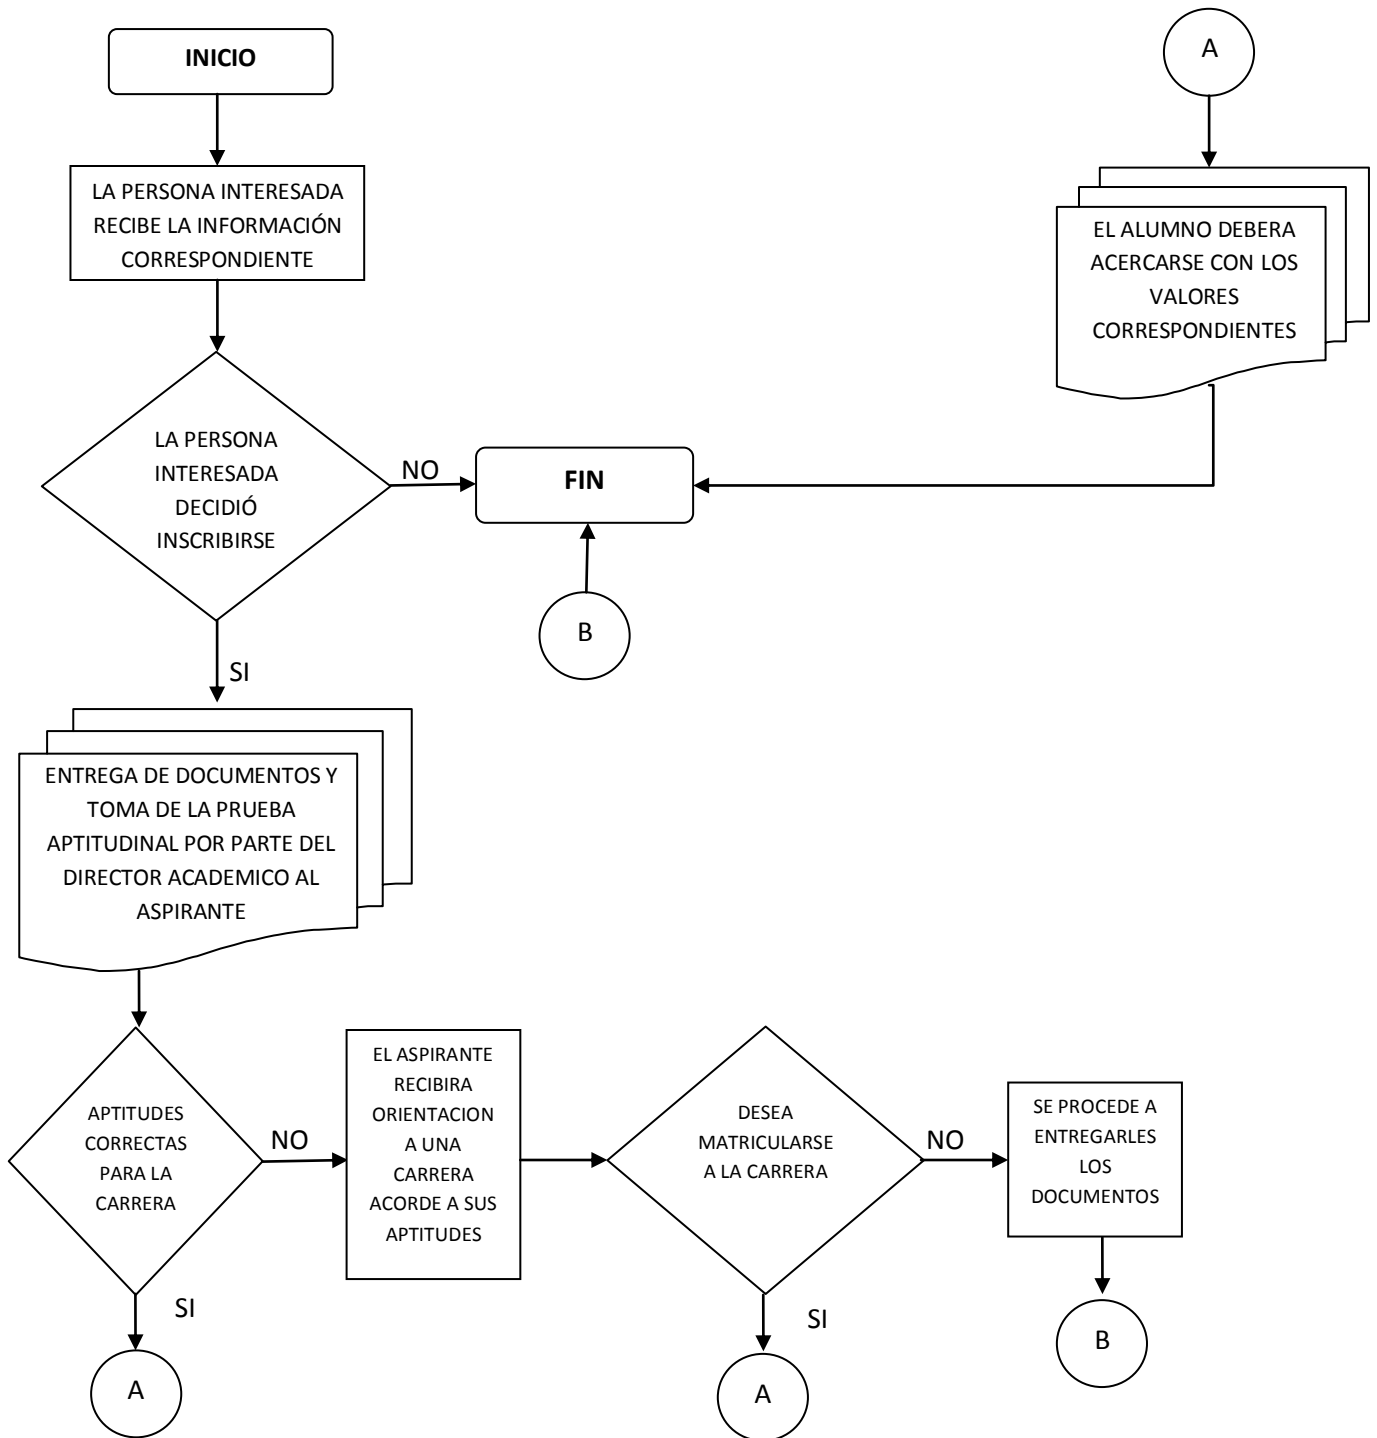 INICIO
LA PERSONA INTERESADA
RECIBE LA INFORMACIÓN
CORRESPONDIENTE
LA PERSONA
INTERESADA
DECIDIÓ
INSCRIBIRSE
NO
FIN
B
SI
A
EL ALUMNO DEBERA
ACERCARSE CON LOS
VALORES
CORRESPONDIENTES
ENTREGA DE DOCUMENTOS Y
TOMA DE LA PRUEBA
APTITUDINAL POR PARTE DEL
DIRECTOR ACADEMICO AL
ASPIRANTE
APTITUDES
CORRECTAS
PARA LA
CARRERA
NO
SI
A
EL ASPIRANTE
RECIBIRA
ORIENTACION
A UNA
CARRERA
ACORDE A SUS
APTITUDES
DESEA
MATRICULARSE
A LA CARRERA
NO
SI
A
SE PROCEDE A
ENTREGARLES
LOS
DOCUMENTOS
B